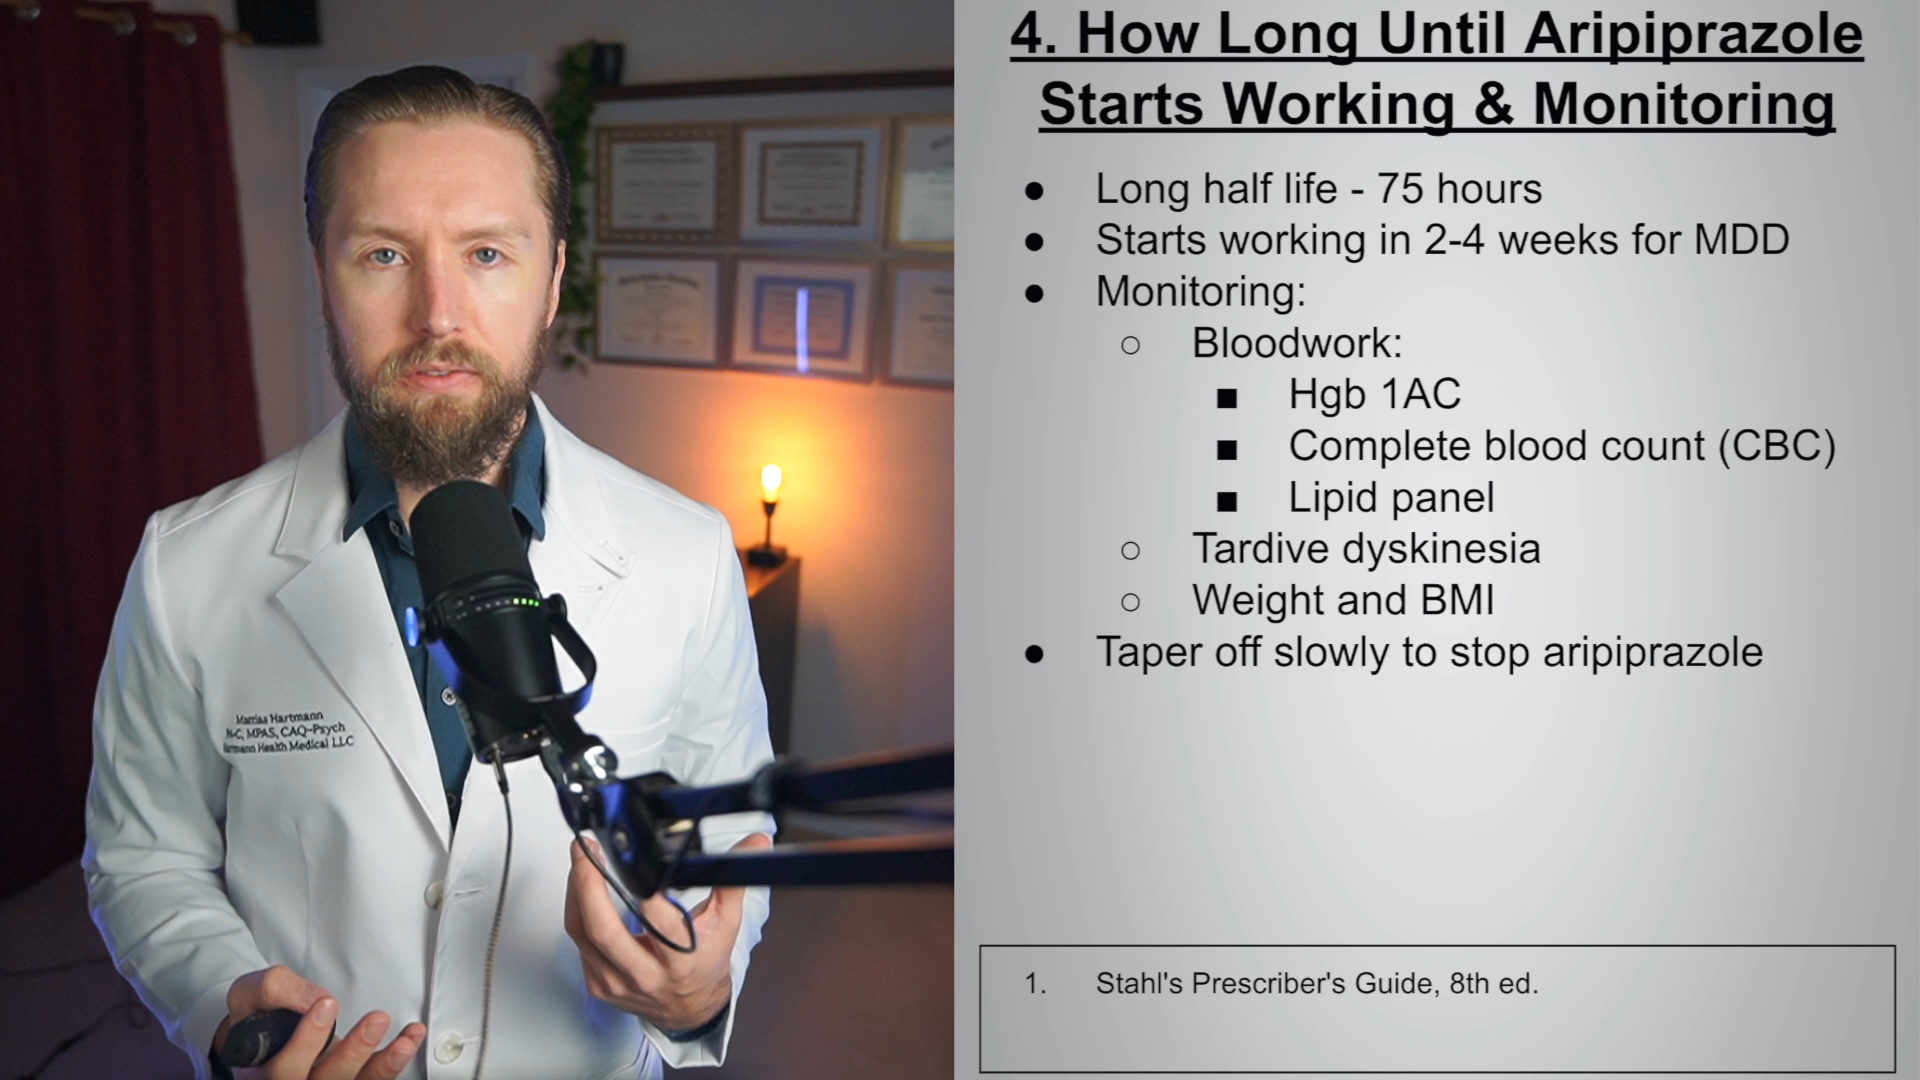 4. How Long Until Aripiprazole
Starts Working & Monitoring
● Long half life - 75 hours
● Starts working in 2-4 weeks for MDD
● Monitoring:
○ Bloodwork:
■ Hgb 1AC
■ Complete blood count (CBC)
■ Lipid panel
○ Tardive dyskinesia
○ Weight and BMI
● Taper off slowly to stop aripiprazole
1. Stahl's Prescriber's Guide, 8th ed.
Hartmann
MPAS, CAQ-Psych
Health Medical LLC